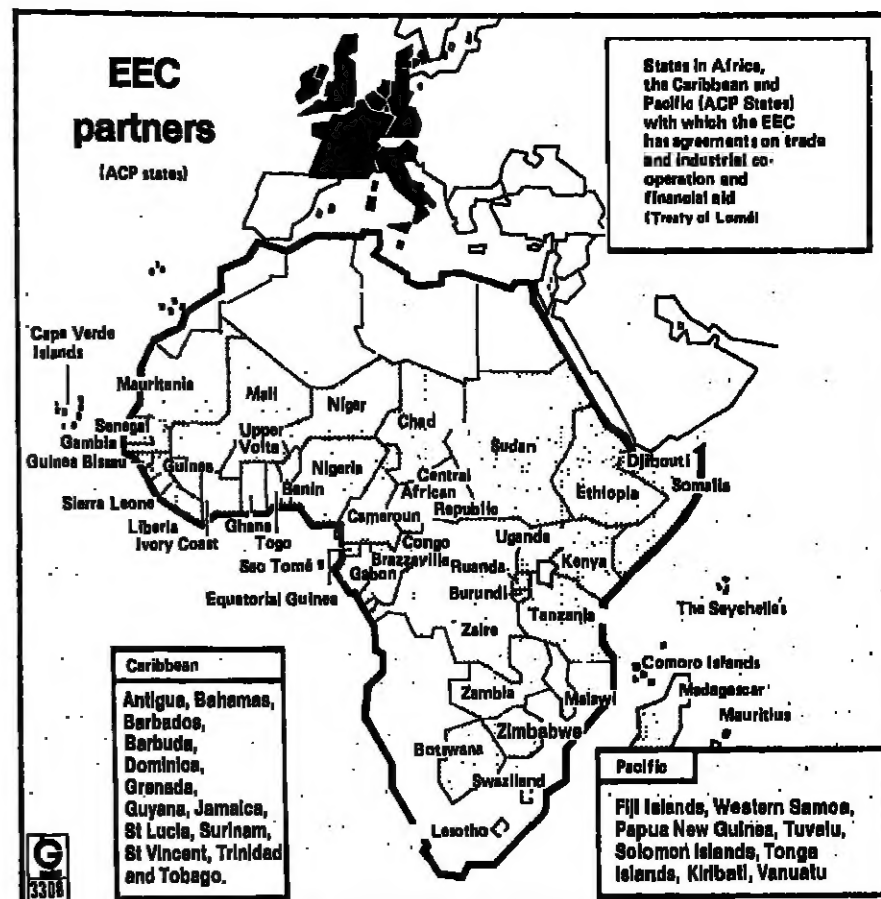 EEC
partners
(ACP states)
States in Africa,
the Caribbean and
Pacific (ACP States)
with which the EEC
has agreements on trade
and industrial co-
operation and
financial aid
(Treaty of Lomé)
Cape Verde
Islands
Mauritania
Mali
Niger
Chad
Sudan
Senegal
Gambia
Guinea Bissau
Guinea
Upper
Volta
Nigeria
Benin
Central
African
Republic
Djibouti
Somalia
Ethiopia
Sierra Leone
Liberia
Ivory Coast
Ghana
Togo
Cameroun
Congo
Brazzaville
Uganda
Kenya
Sao Tomé
Gabon
Ruanda
Burundi
Equatorial Guinea
Zaire
Tanzania
The Seychelles
Comoro Islands
Madagascar
Mauritius
Zambia
Malawi
Zimbabwe
Botswana
Swaziland
Lesotho
Caribbean
Antigua, Bahamas,
Barbados,
Barbuda,
Dominica,
Grenada,
Guyana, Jamaica,
St Lucia, Surinam,
St Vincent, Trinidad
and Tobago.
Pacific
Fiji Islands, Western Samoa,
Papua New Guinea, Tuvalu,
Solomon Islands, Tonga
Islands, Kiribati, Vanuatu
G
3308